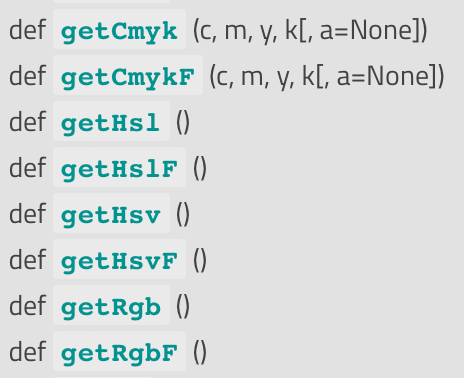 def getCmyk (c, m, y, k[, a=None])
def getCmykF (c, m, y, k[, a=None])
def getHsl ()
def getHslF ()
def getHsv ()
def getHsvF ()
def getRgb ()
def getRgbF ()